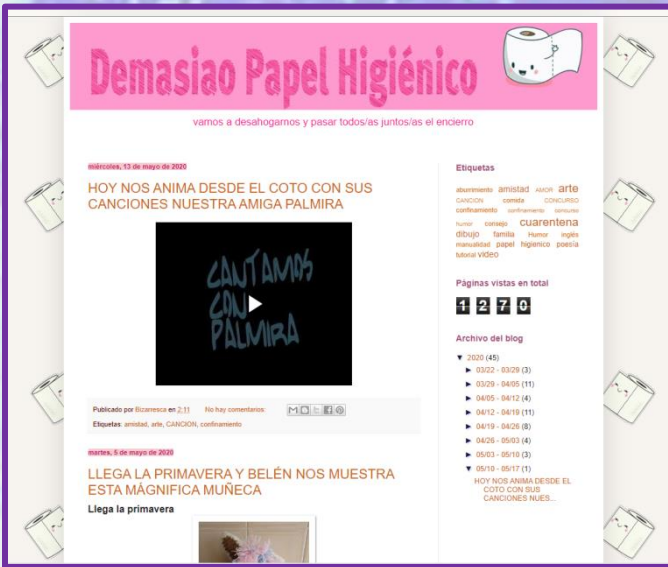 Demasiao Papel Higiénico
vamos a desahogarnos y pasar todos/as juntos/as el encierro
miércoles, 13 de mayo de 2020
HOY NOS ANIMA DESDE EL COTO CON SUS
CANCIONES NUESTRA AMIGA PALMIRA
CANTAMOS
CON
PALMIRA
Publicado por Bizarresca en 2:11 No hay comentarios:
Etiquetas: amistad, arte, CANCION, confinamiento
martes, 5 de mayo de 2020
LLEGA LA PRIMAVERA Y BELÉN NOS MUESTRA
ESTA MÁGNIFICA MUÑECA
Llega la primavera
Etiquetas
aburrimiento amistad AMOR arte
CANCION comida CONCURSO
confinamiento confinamiento concurso
humor consejo cuarentena
dibujo familia Humor inglés
manualidad papel higienico poesía
tutorial video
Páginas vistas en total
1270
Archivo del blog
▼ 2020 (45)
► 03/22 - 03/29 (3)
► 03/29 - 04/05 (11)
► 04/05 - 04/12 (4)
► 04/12 - 04/19 (11)
► 04/19 - 04/26 (8)
► 04/26 - 05/03 (4)
► 05/03 - 05/10 (3)
▼ 05/10 - 05/17 (1)
HOY NOS ANIMA DESDE EL
COTO CON SUS
CANCIONES NUES...